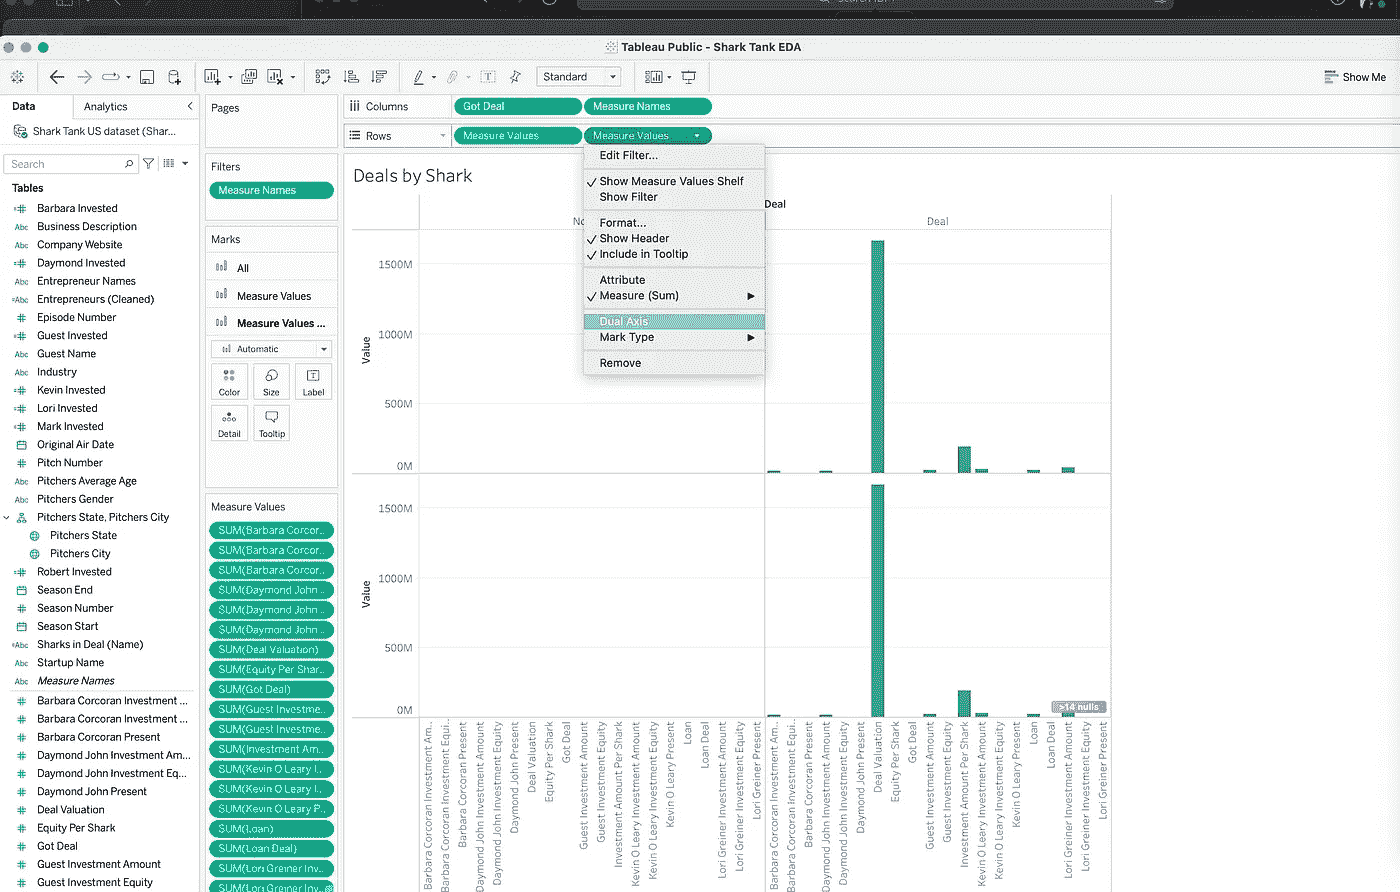 Tableau Public - Shark Tank EDA
Standard
Show Me
Data
Analytics
Shark Tank US dataset (Shar...
Search
Tables
Barbara Invested
Abc Business Description
Abc Company Website
Daymond Invested
Abc Entrepreneur Names
Abc Entrepreneurs (Cleaned)
Episode Number
Guest Invested
Abc Guest Name
Abc Industry
Kevin Invested
Lori Invested
Mark Invested
Original Air Date
Pitch Number
Abc Pitchers Average Age
Abc Pitchers Gender
Pitchers State, Pitchers City
Pitchers State
Pitchers City
Robert Invested
Season End
Season Number
Season Start
Abc Sharks in Deal (Name)
Abc Startup Name
Abc Measure Names
Barbara Corcoran Investment ...
Barbara Corcoran Investment ...
Barbara Corcoran Present
Daymond John Investment Am...
Daymond John Investment Eq...
Daymond John Present
Deal Valuation
Equity Per Shark
Got Deal
Guest Investment Amount
Guest Investment Equity
Pages
Filters
Measure Names
Marks
All
Measure Values
Measure Values ...
Automatic
Color
Size
Label
Detail
Tooltip
Measure Values
SUM(Barbara Corcor..
SUM(Barbara Corcor..
SUM(Barbara Corcor..
SUM(Daymond John ..
SUM(Daymond John ..
SUM(Daymond John ..
SUM(Deal Valuation)
SUM(Equity Per Shar..
SUM(Got Deal)
SUM(Guest Investme..
SUM(Guest Investme..
SUM(Investment Am..
SUM(Kevin O Leary I..
SUM(Kevin O Leary I..
SUM(Kevin O Leary P..
SUM(Loan)
SUM(Loan Deal)
SUM(Lori Greiner Inv..
SUM(Lori Greiner Inv..
Columns
Got Deal
Measure Names
Rows
Measure Values
Measure Values
Deals by Shark
Edit Filter...
Show Measure Values Shelf
Show Filter
Format...
Show Header
Include in Tooltip
Attribute
Measure (Sum)
Dual Axis
Mark Type
Remove
Deal
Deal
Value
1500M
1000M
500M
0M
Value
1500M
1000M
500M
0M
>14 nulls
Barbara Corcoran Investment Am..
Barbara Corcoran Investment Equi..
Barbara Corcoran Present
Daymond John Investment Amount
Daymond John Investment Equity
Daymond John Present
Deal Valuation
Equity Per Shark
Got Deal
Guest Investment Amount
Guest Investment Equity
Investment Amount Per Shark
Kevin O Leary Investment Amount
Kevin O Leary Investment Equity
Kevin O Leary Present
Loan
Loan Deal
Lori Greiner Investment Amount
Lori Greiner Investment Equity
Lori Greiner Present
Barbara Corcoran Investment Am..
Barbara Corcoran Investment Equi..
Barbara Corcoran Present
Daymond John Investment Amount
Daymond John Investment Equity
Daymond John Present
Deal Valuation
Equity Per Shark
Got Deal
Guest Investment Amount
Guest Investment Equity
Investment Amount Per Shark
Kevin O Leary Investment Amount
Kevin O Leary Investment Equity
Kevin O Leary Present
Loan
Loan Deal
Lori Greiner Investment Amount
Lori Greiner Investment Equity
Lori Greiner Present